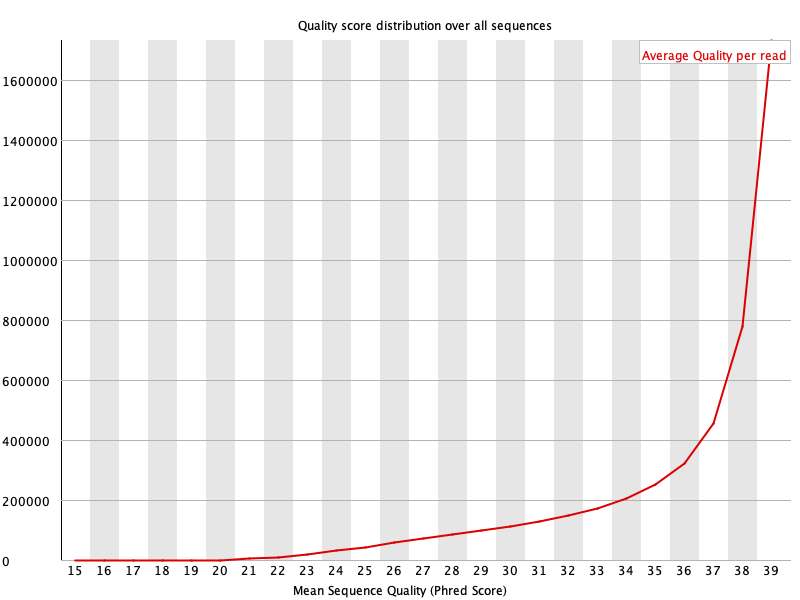 Quality score distribution over all sequences
Average Quality per read
1600000
1400000
1200000
1000000
800000
600000
400000
200000
0
15 16 17 18 19 20 21 22 23 24 25 26 27 28 29 30 31 32 33 34 35 36 37 38 39
Mean Sequence Quality (Phred Score)